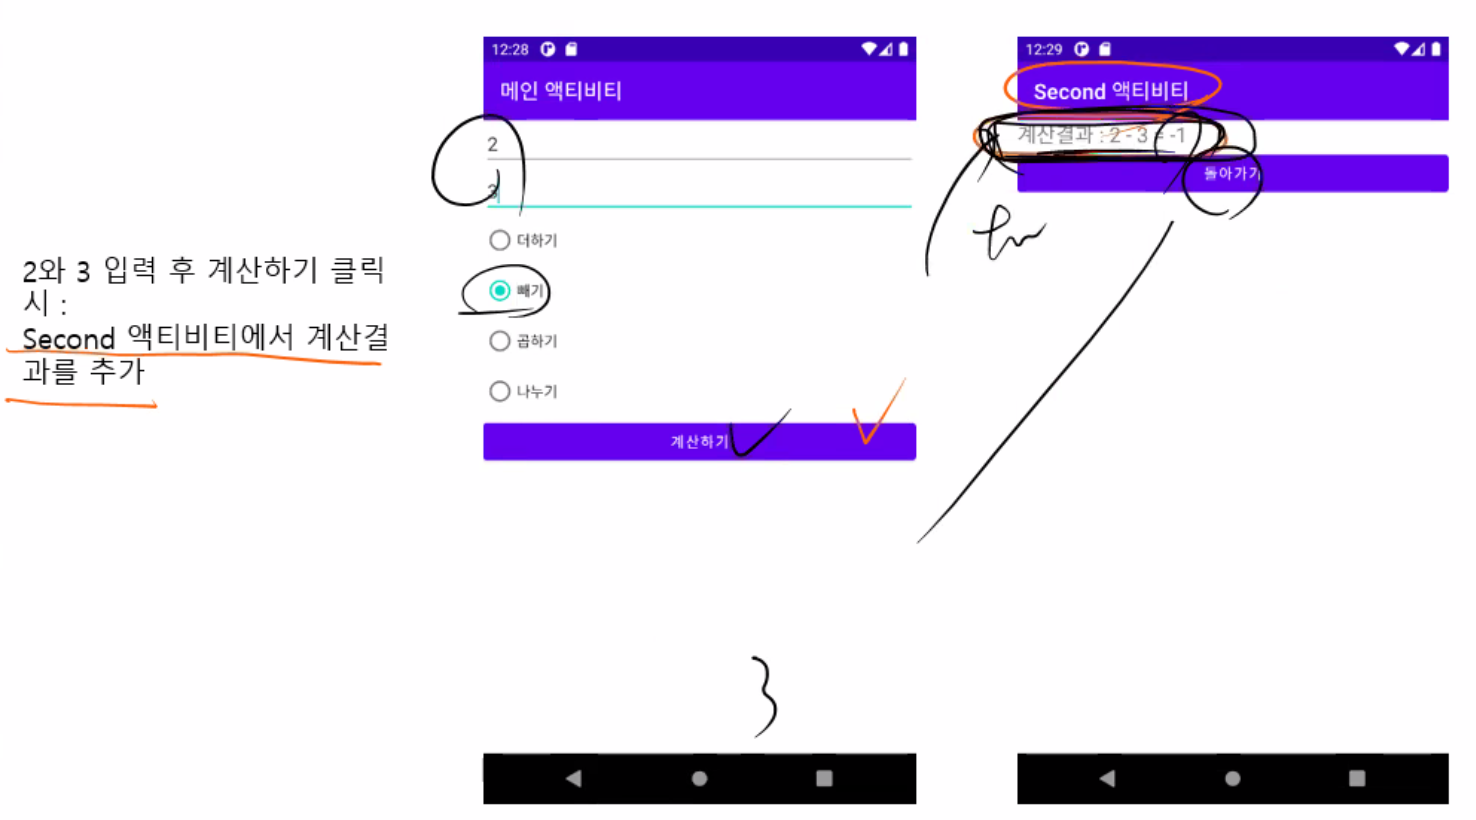 2와 3 입력 후 계산하기 클릭
시 :
Second 액티비티에서 계산결
과를 추가
12:28
메인 액티비티
2
3
더하기
빼기
곱하기
나누기
계산하기
12:29
Second 액티비티
계산결과 : 2 - 3 = -1
돌아가기